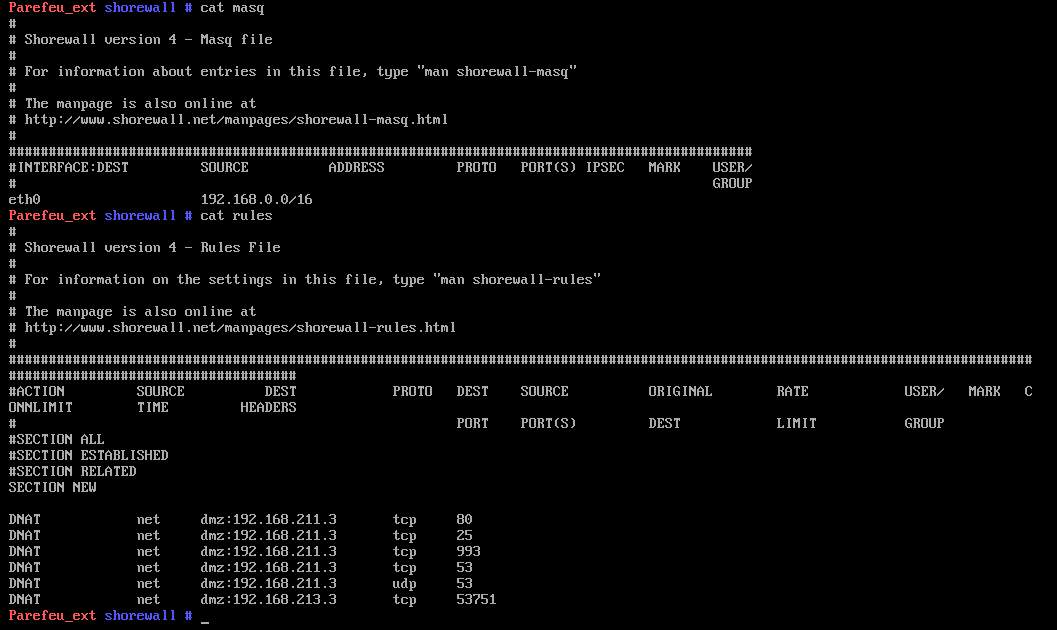 Parefeu_ext shorewall # cat masq
#
# Shorewall version 4 - Masq file
#
# For information about entries in this file, type "man shorewall-masq"
#
# The manpage is also online at
# http://www.shorewall.net/manpages/shorewall-masq.html
#
#############################################################################################
#INTERFACE:DEST         SOURCE          ADDRESS         PROTO   PORT(S) IPSEC   MARK    USER/
#                                                                                       GROUP
eth0                    192.168.0.0/16
Parefeu_ext shorewall # cat rules
#
# Shorewall version 4 - Rules File
#
# For information on the settings in this file, type "man shorewall-rules"
#
# The manpage is also online at
# http://www.shorewall.net/manpages/shorewall-rules.html
#
################################################################################################################################
####################################
#ACTION         SOURCE          DEST            PROTO   DEST    SOURCE          ORIGINAL        RATE            USER/   MARK   C
ONNLIMIT        TIME         HEADERS
#                                                       PORT    PORT(S)         DEST            LIMIT           GROUP
#SECTION ALL
#SECTION ESTABLISHED
#SECTION RELATED
SECTION NEW

DNAT            net     dmz:192.168.211.3       tcp     80
DNAT            net     dmz:192.168.211.3       tcp     25
DNAT            net     dmz:192.168.211.3       tcp     993
DNAT            net     dmz:192.168.211.3       tcp     53
DNAT            net     dmz:192.168.211.3       udp     53
DNAT            net     dmz:192.168.213.3       tcp     53751
Parefeu_ext shorewall # _